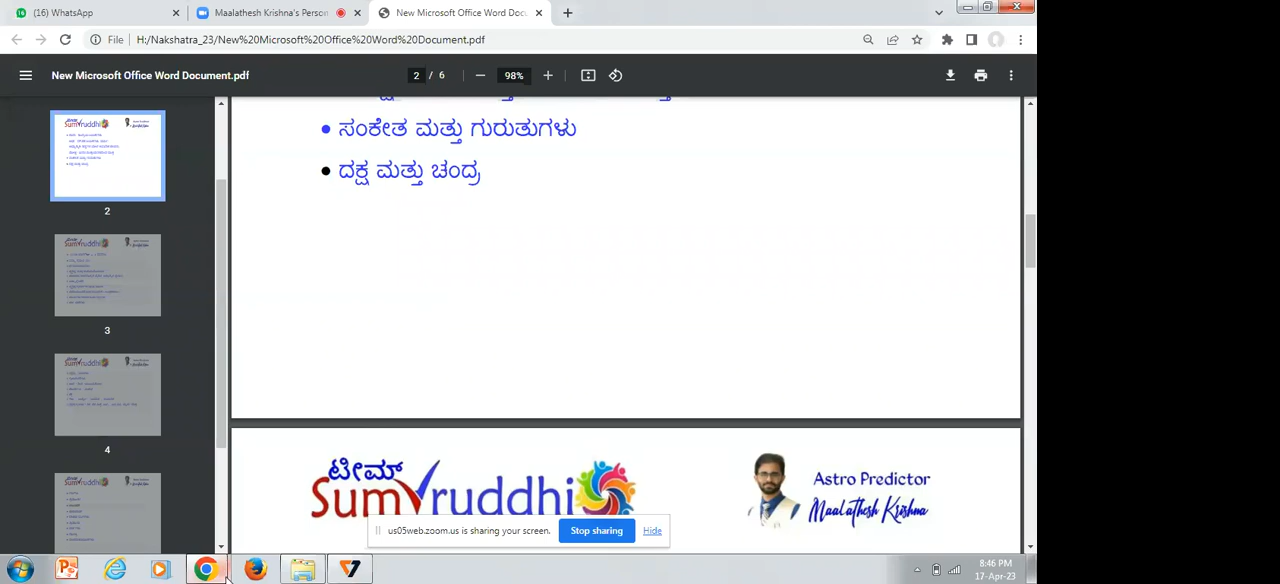 (16) WhatsApp
Maalathesh Krishna's Person
New Microsoft Office Word Doc
File
H:/Nakshatra_23/New%20Microsoft%20Office%20Word%20Document.pdf
New Microsoft Office Word Document.pdf
2 / 6
98%
ಸಂಕೇತ ಮತ್ತು ಗುರುತುಗಳು
ದಕ್ಷ ಮತ್ತು ಚಂದ್ರ
2
3
4
ಟೀಮ್
Sumvruddhi
Astro Predictor
Maalathesh Krishna
us05web.zoom.us is sharing your screen.
Stop sharing
Hide
8:46 PM
17-Apr-23